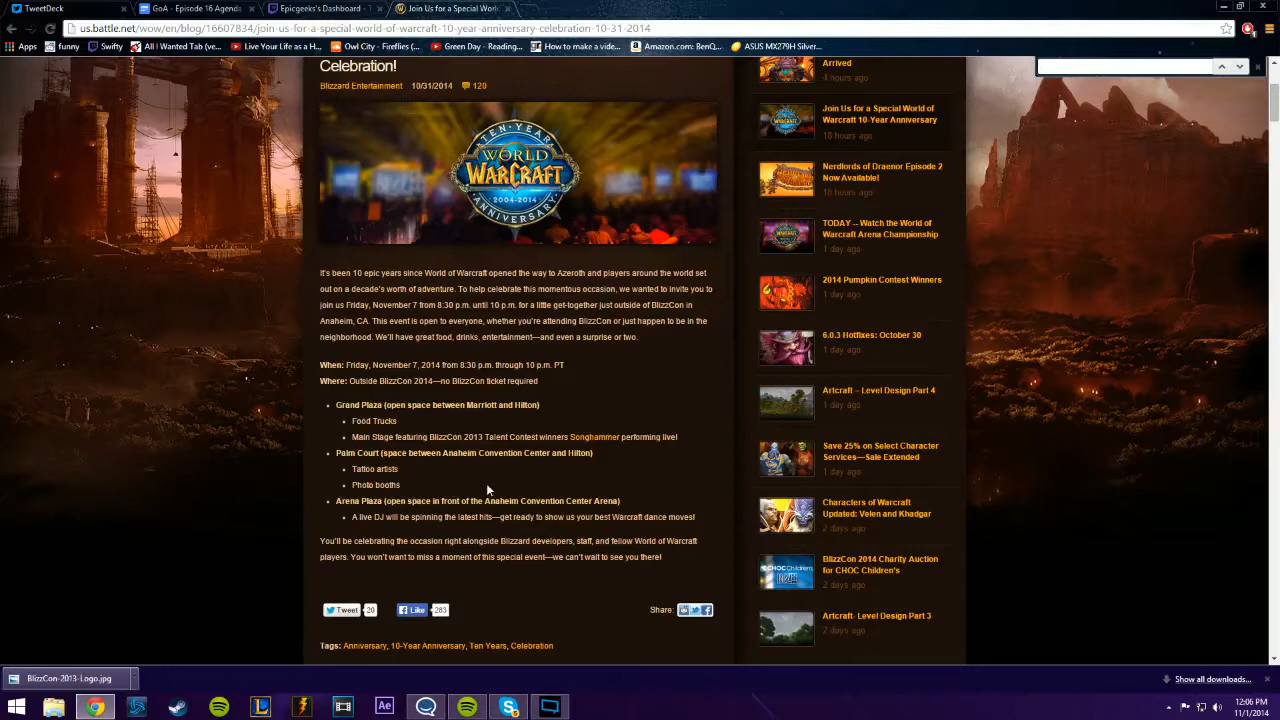 TweetDeck
GoA - Episode 16 Agenda
Epicgeeks's Dashboard - T
Join Us for a Special Worl
us.battle.net/wow/en/blog/16607834/join-us-for-a-special-world-of-warcraft-10-year-anniversary-celebration-10-31-2014
Apps
funny
Swifty
All I Wanted Tab (ve...
Live Your Life as a H...
Owl City - Fireflies (...
Green Day - Reading...
How to make a vide...
Amazon.com: BenQ...
ASUS MX279H Silver...
Celebration!
Blizzard Entertainment 10/31/2014 120
TEN·YEAR
WORLD
OF
WARCRAFT
2004-2014
ANNIVERSARY
It's been 10 epic years since World of Warcraft opened the way to Azeroth and players around the world set
out on a decade's worth of adventure. To help celebrate this momentous occasion, we wanted to invite you to
join us Friday, November 7 from 8:30 p.m. until 10 p.m. for a little get-together just outside of BlizzCon in
Anaheim, CA. This event is open to everyone, whether you're attending BlizzCon or just happen to be in the
neighborhood. We'll have great food, drinks, entertainment—and even a surprise or two.
When: Friday, November 7, 2014 from 8:30 p.m. through 10 p.m. PT
Where: Outside BlizzCon 2014—no BlizzCon ticket required
• Grand Plaza (open space between Marriott and Hilton)
• Food Trucks
• Main Stage featuring BlizzCon 2013 Talent Contest winners Songhammer performing live!
• Palm Court (space between Anaheim Convention Center and Hilton)
• Tattoo artists
• Photo booths
• Arena Plaza (open space in front of the Anaheim Convention Center Arena)
• A live DJ will be spinning the latest hits—get ready to show us your best Warcraft dance moves!
You'll be celebrating the occasion right alongside Blizzard developers, staff, and fellow World of Warcraft
players. You won't want to miss a moment of this special event—we can't wait to see you there!
Tweet 20 Like 283 Share:
Tags: Anniversary, 10-Year Anniversary, Ten Years, Celebration
Arrived
4 hours ago
Join Us for a Special World of
Warcraft 10-Year Anniversary
18 hours ago
Nerdlords of Draenor Episode 2
Now Available!
18 hours ago
TODAY -- Watch the World of
Warcraft Arena Championship
1 day ago
2014 Pumpkin Contest Winners
1 day ago
6.0.3 Hotfixes: October 30
1 day ago
Artcraft – Level Design Part 4
1 day ago
Save 25% on Select Character
Services—Sale Extended
1 day ago
Characters of Warcraft
Updated: Velen and Khadgar
2 days ago
BlizzCon 2014 Charity Auction
for CHOC Children's
2 days ago
Artcraft- Level Design Part 3
2 days ago
BlizzCon-2013-Logo.jpg
Show all downloads...
12:06 PM
11/1/2014